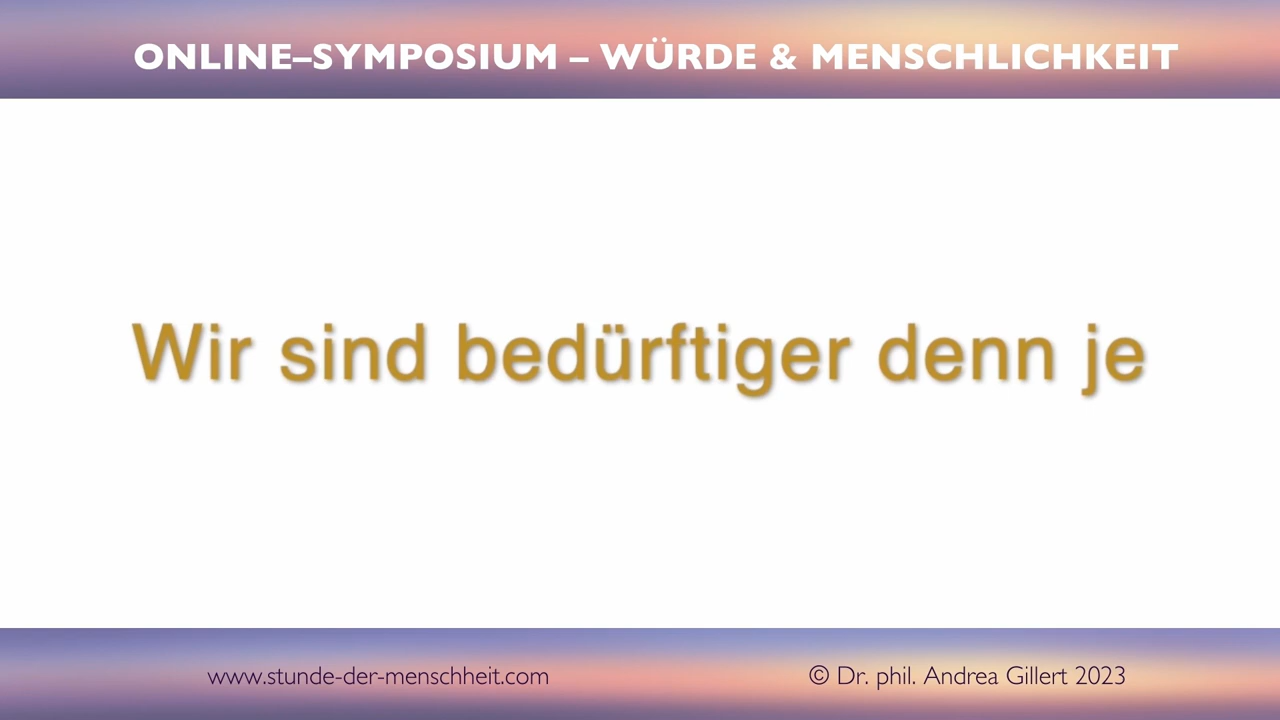 ONLINE–SYMPOSIUM – WÜRDE & MENSCHLICHKEIT
Wir sind bedürftiger denn je
www.stunde-der-menschheit.com
© Dr. phil. Andrea Gillert 2023